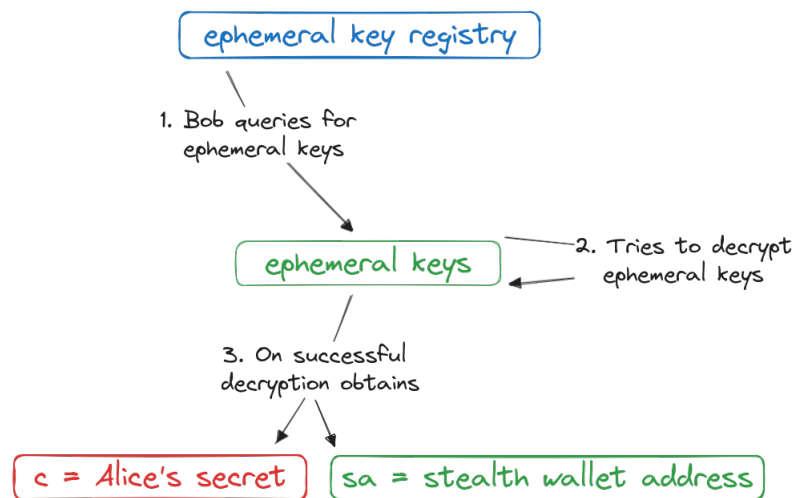 ephemeral key registry
1. Bob queries for
ephemeral keys
ephemeral keys
2. Tries to decrypt
ephemeral keys
3. On successful
decryption obtains
c = Alice's secret
sa = stealth wallet address